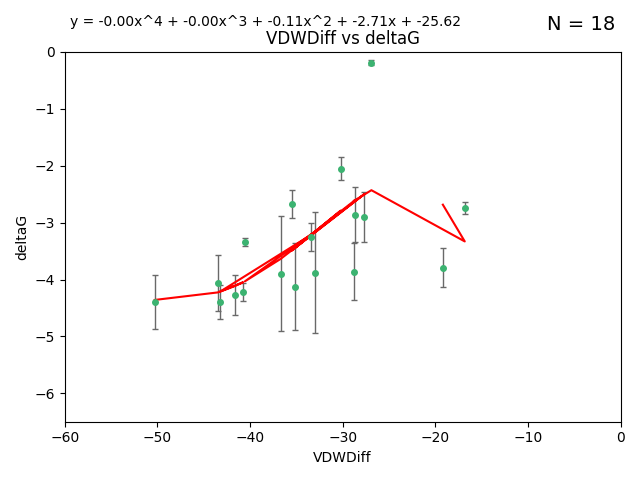 y = -0.00x^4 + -0.00x^3 + -0.11x^2 + -2.71x + -25.62
N = 18
VDWDiff vs deltaG
0
−1
−2
−3
−4
−5
−6
deltaG
−60 −50 −40 −30 −20 −10 0
VDWDiff